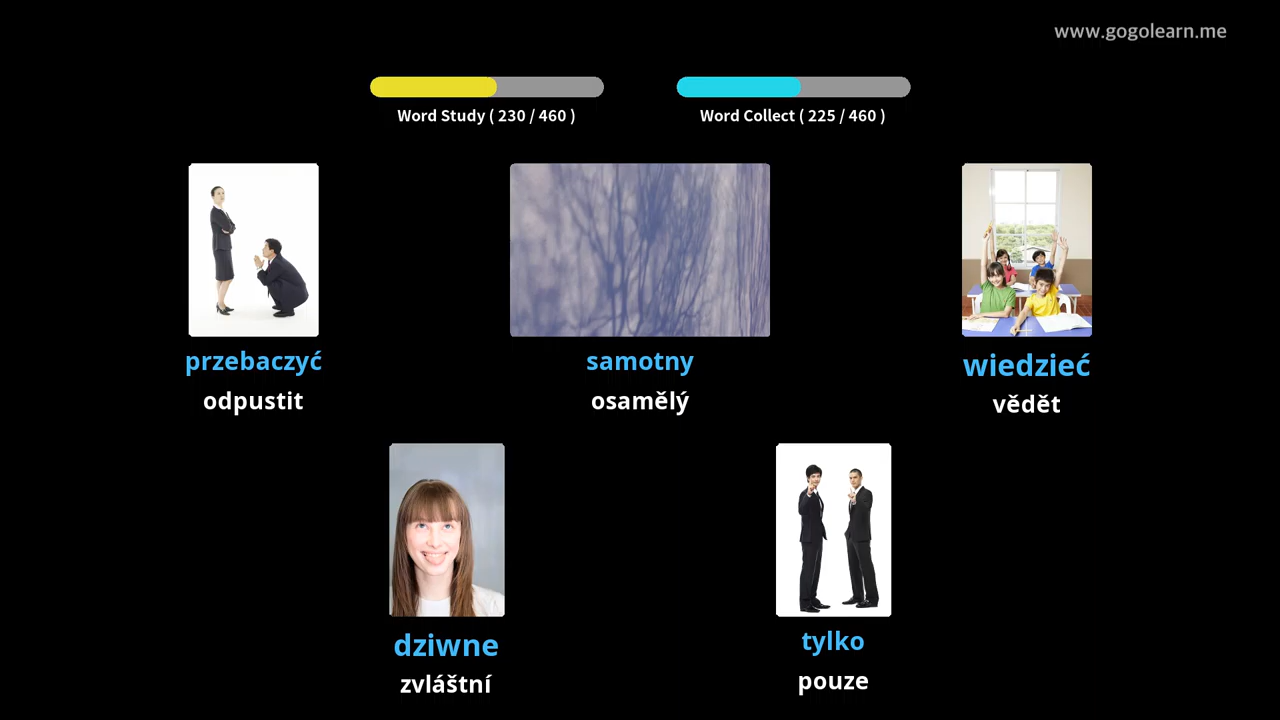 www.gogolearn.me
Word Study ( 230 / 460 )
Word Collect ( 225 / 460 )
przebaczyć
odpustit
samotny
osamělý
wiedzieć
vědět
dziwne
zvláštní
tylko
pouze